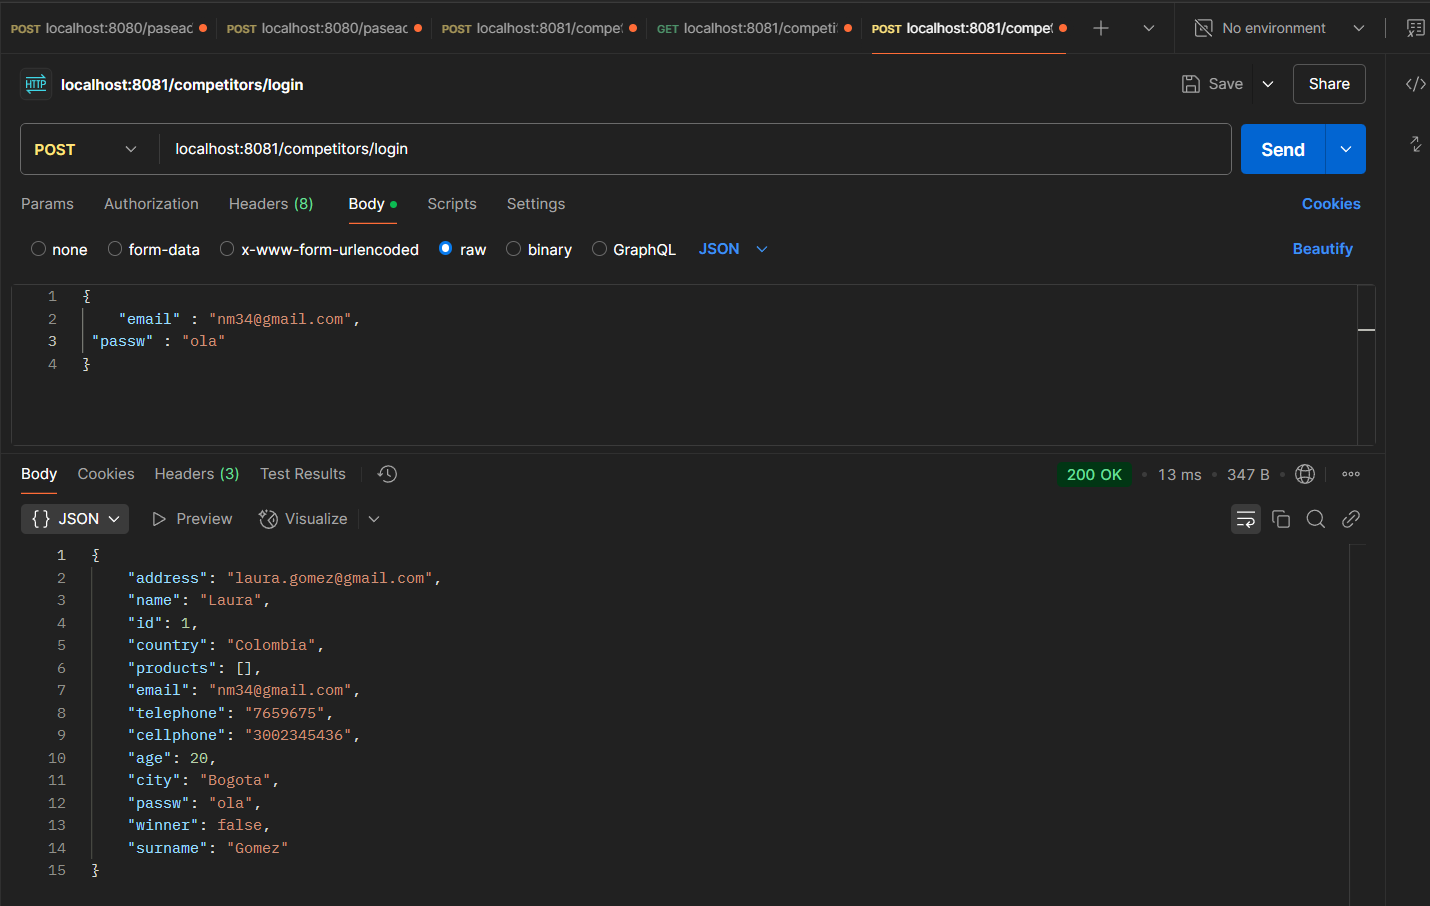 POST localhost:8080/paseac POST localhost:8080/paseac POST localhost:8081/compet GET localhost:8081/competi POST localhost:8081/compet No environment
HTTP localhost:8081/competitors/login Save Share
POST localhost:8081/competitors/login Send
Params Authorization Headers (8) Body Scripts Settings Cookies
none form-data x-www-form-urlencoded raw binary GraphQL JSON Beautify
1 {
2 "email" : "nm34@gmail.com",
3 "passw" : "ola"
4 }
Body Cookies Headers (3) Test Results 200 OK • 13 ms • 347 B •
{} JSON Preview Visualize
1 {
2 "address": "laura.gomez@gmail.com",
3 "name": "Laura",
4 "id": 1,
5 "country": "Colombia",
6 "products": [],
7 "email": "nm34@gmail.com",
8 "telephone": "7659675",
9 "cellphone": "3002345436",
10 "age": 20,
11 "city": "Bogota",
12 "passw": "ola",
13 "winner": false,
14 "surname": "Gomez"
15 }